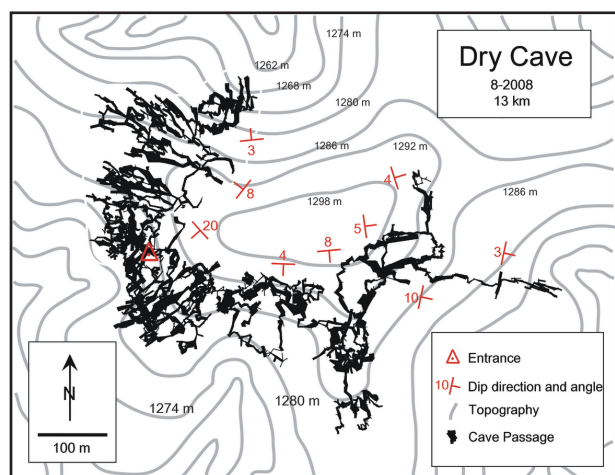 1274 m
Dry Cave
8-2008
13 km
1262 m
1268 m
1280 m
3
1286 m
1292 m
4
1286 m
8
1298 m
20
5
8
3
4
10
N
100 m
1274 m
1280 m
Entrance
10 Dip direction and angle
Topography
Cave Passage